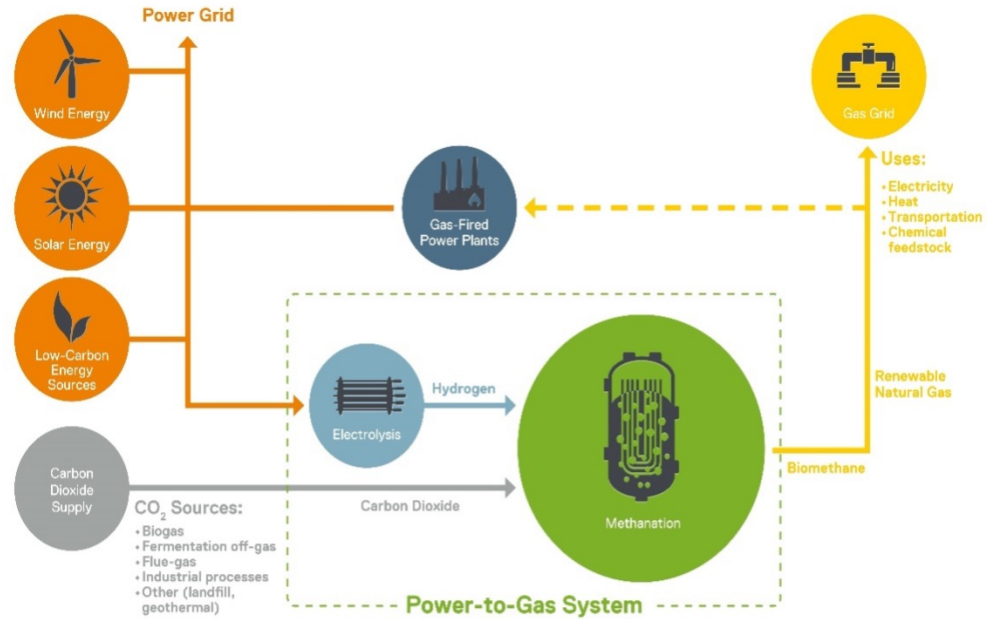 Power Grid
Wind Energy
Gas Grid
Uses:
• Electricity
• Heat
• Transportation
• Chemical
feedstock
Solar Energy
Gas-Fired
Power Plants
Low-Carbon
Energy
Sources
Hydrogen
Electrolysis
Renewable
Natural Gas
Biomethane
Carbon
Dioxide
Supply
Carbon Dioxide
Methanation
CO₂ Sources:
• Biogas
• Fermentation off-gas
• Flue-gas
• Industrial processes
• Other (landfill,
geothermal)
Power-to-Gas System